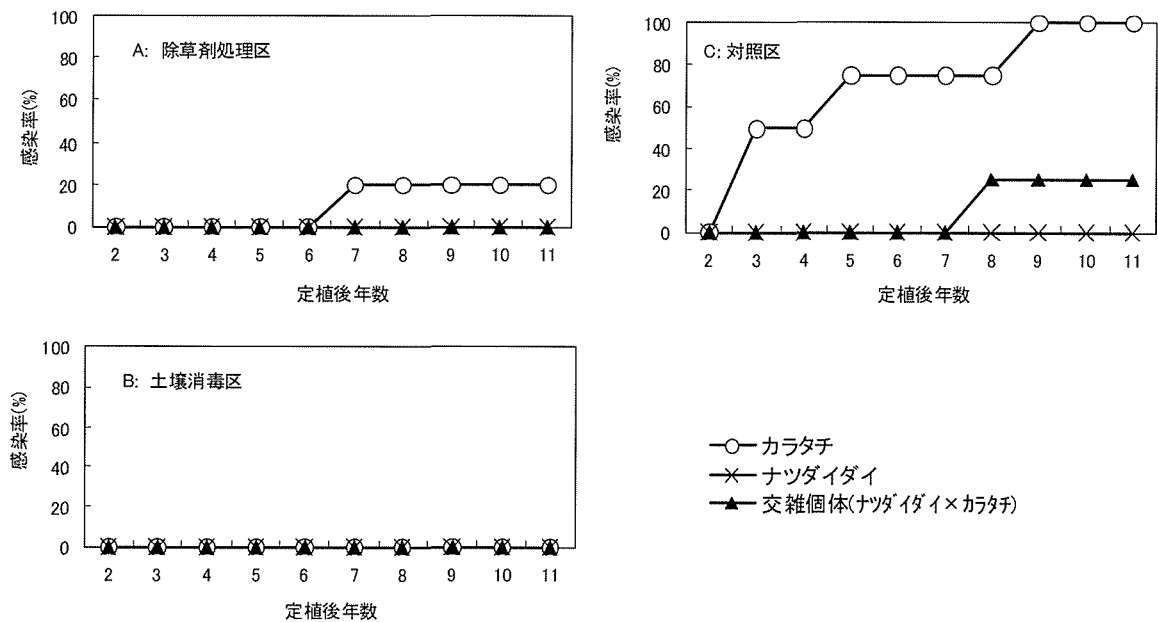 A: 除草剤処理区
100
80
60
40
20
0
感染率(%)
2 3 4 5 6 7 8 9 10 11
定植後年数
C: 対照区
100
80
60
40
20
0
感染率(%)
2 3 4 5 6 7 8 9 10 11
定植後年数
B: 土壌消毒区
100
80
60
40
20
0
感染率(%)
2 3 4 5 6 7 8 9 10 11
定植後年数
カラタチ
ナツダイダイ
交雑個体(ﾅﾂﾀﾞｲﾀﾞｲ×ｶﾗﾀﾁ)